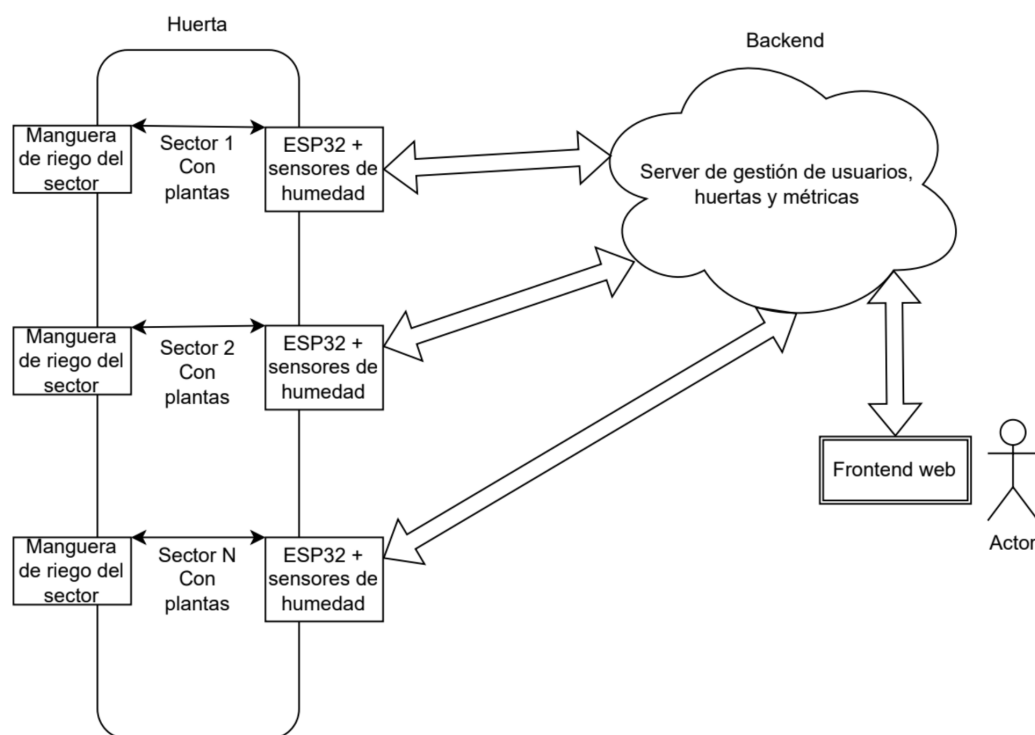 Huerta
Backend
Manguera
de riego del
sector
Sector 1
Con
plantas
ESP32 +
sensores de
humedad
Server de gestión de usuarios,
huertas y métricas
Manguera de
riego del
sector
Sector 2
Con
plantas
ESP32 +
sensores de
humedad
Frontend web
Actor
Manguera
de riego del
sector
Sector N
Con
plantas
ESP32 +
sensores de
humedad